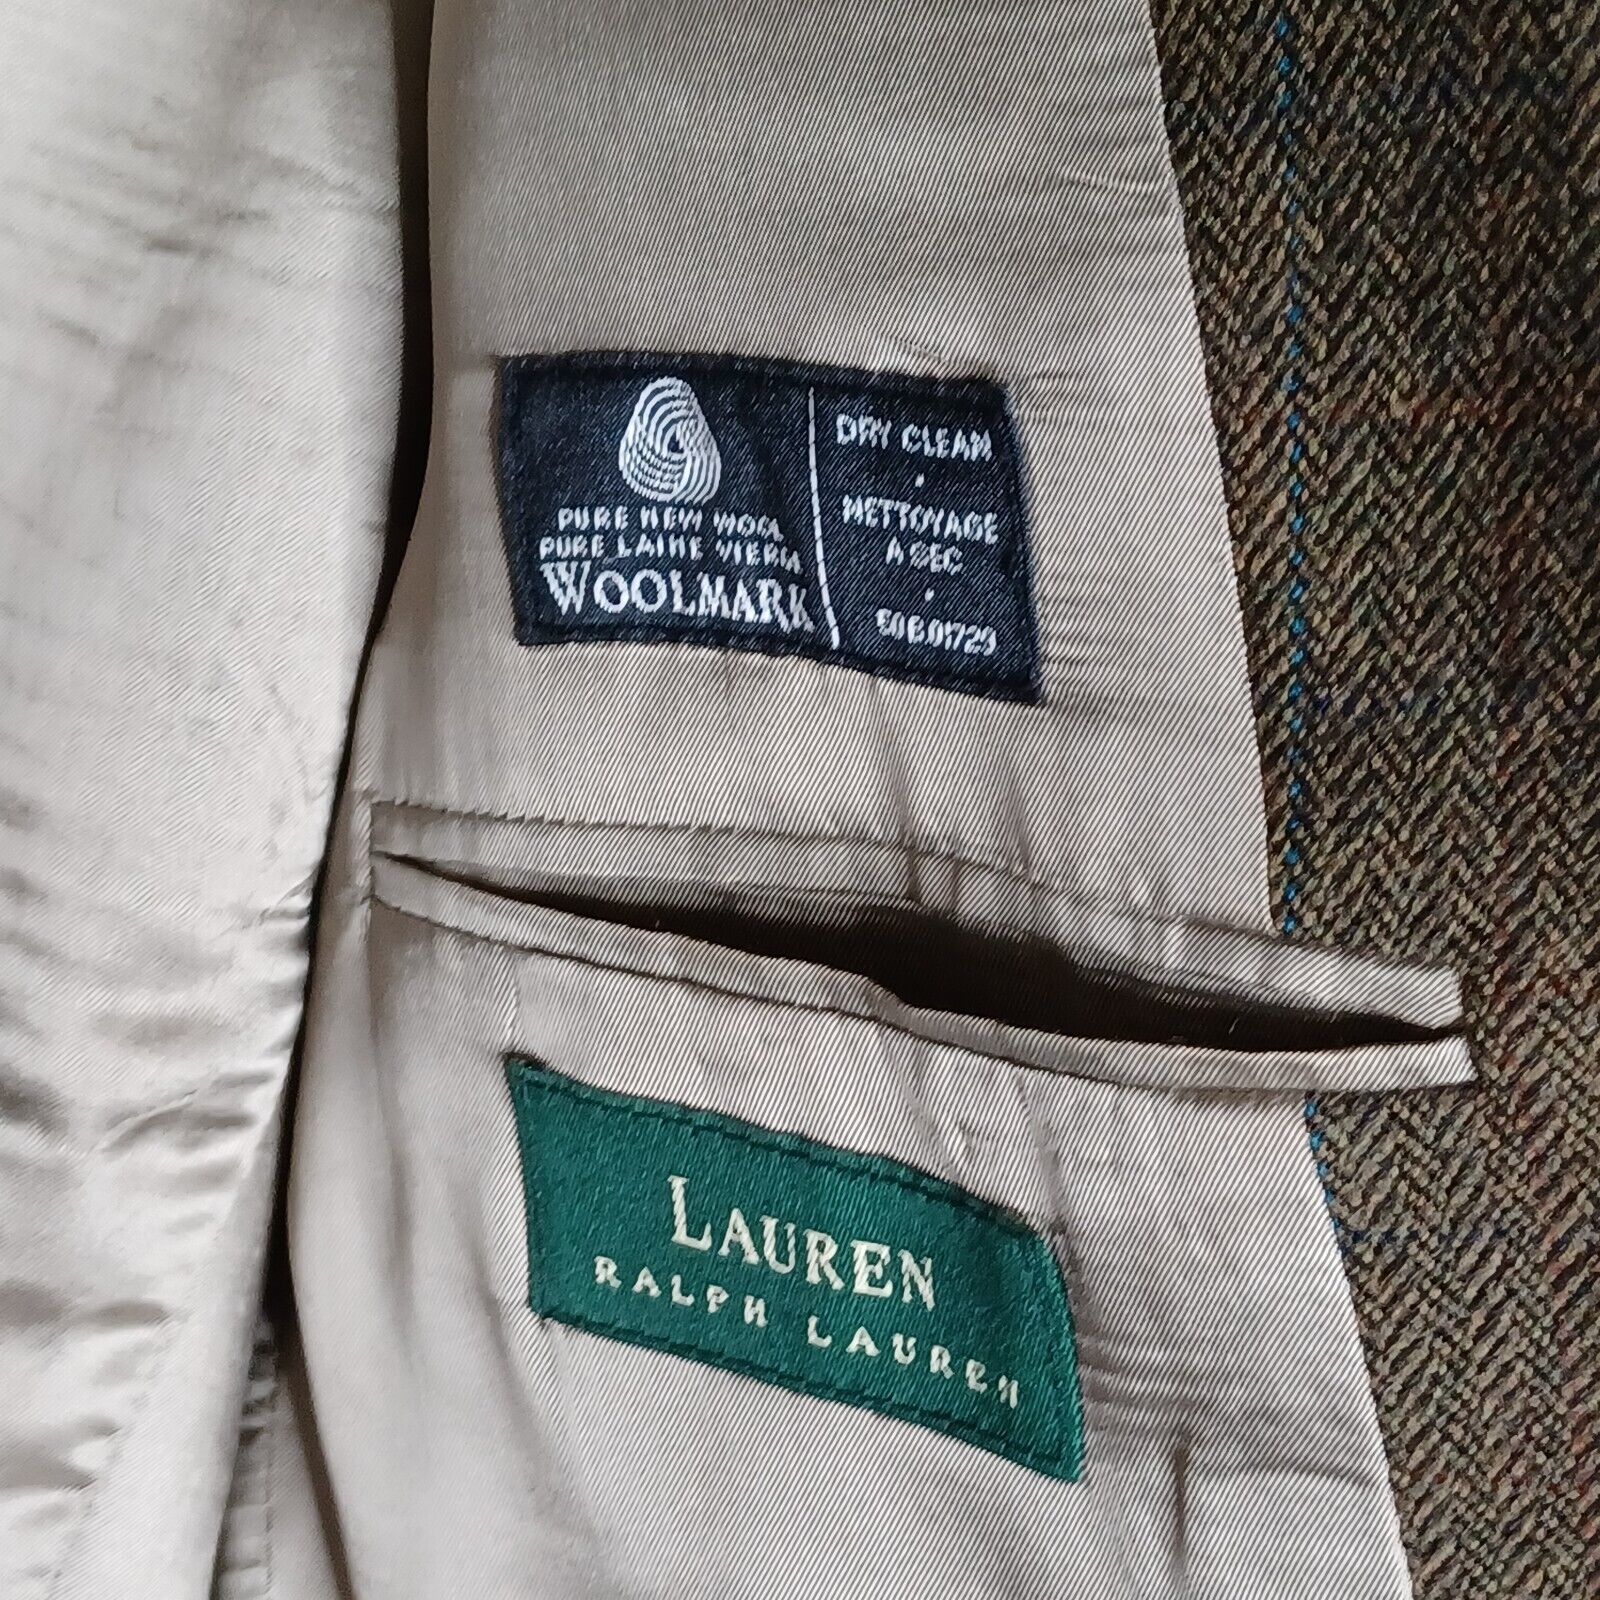 PURE NEW WOOL
PURE LAINE VIERGE
WOOLMARK
DRY CLEAN
NETTOYAGE
A SEC
LAUREN
RALPH LAUREN